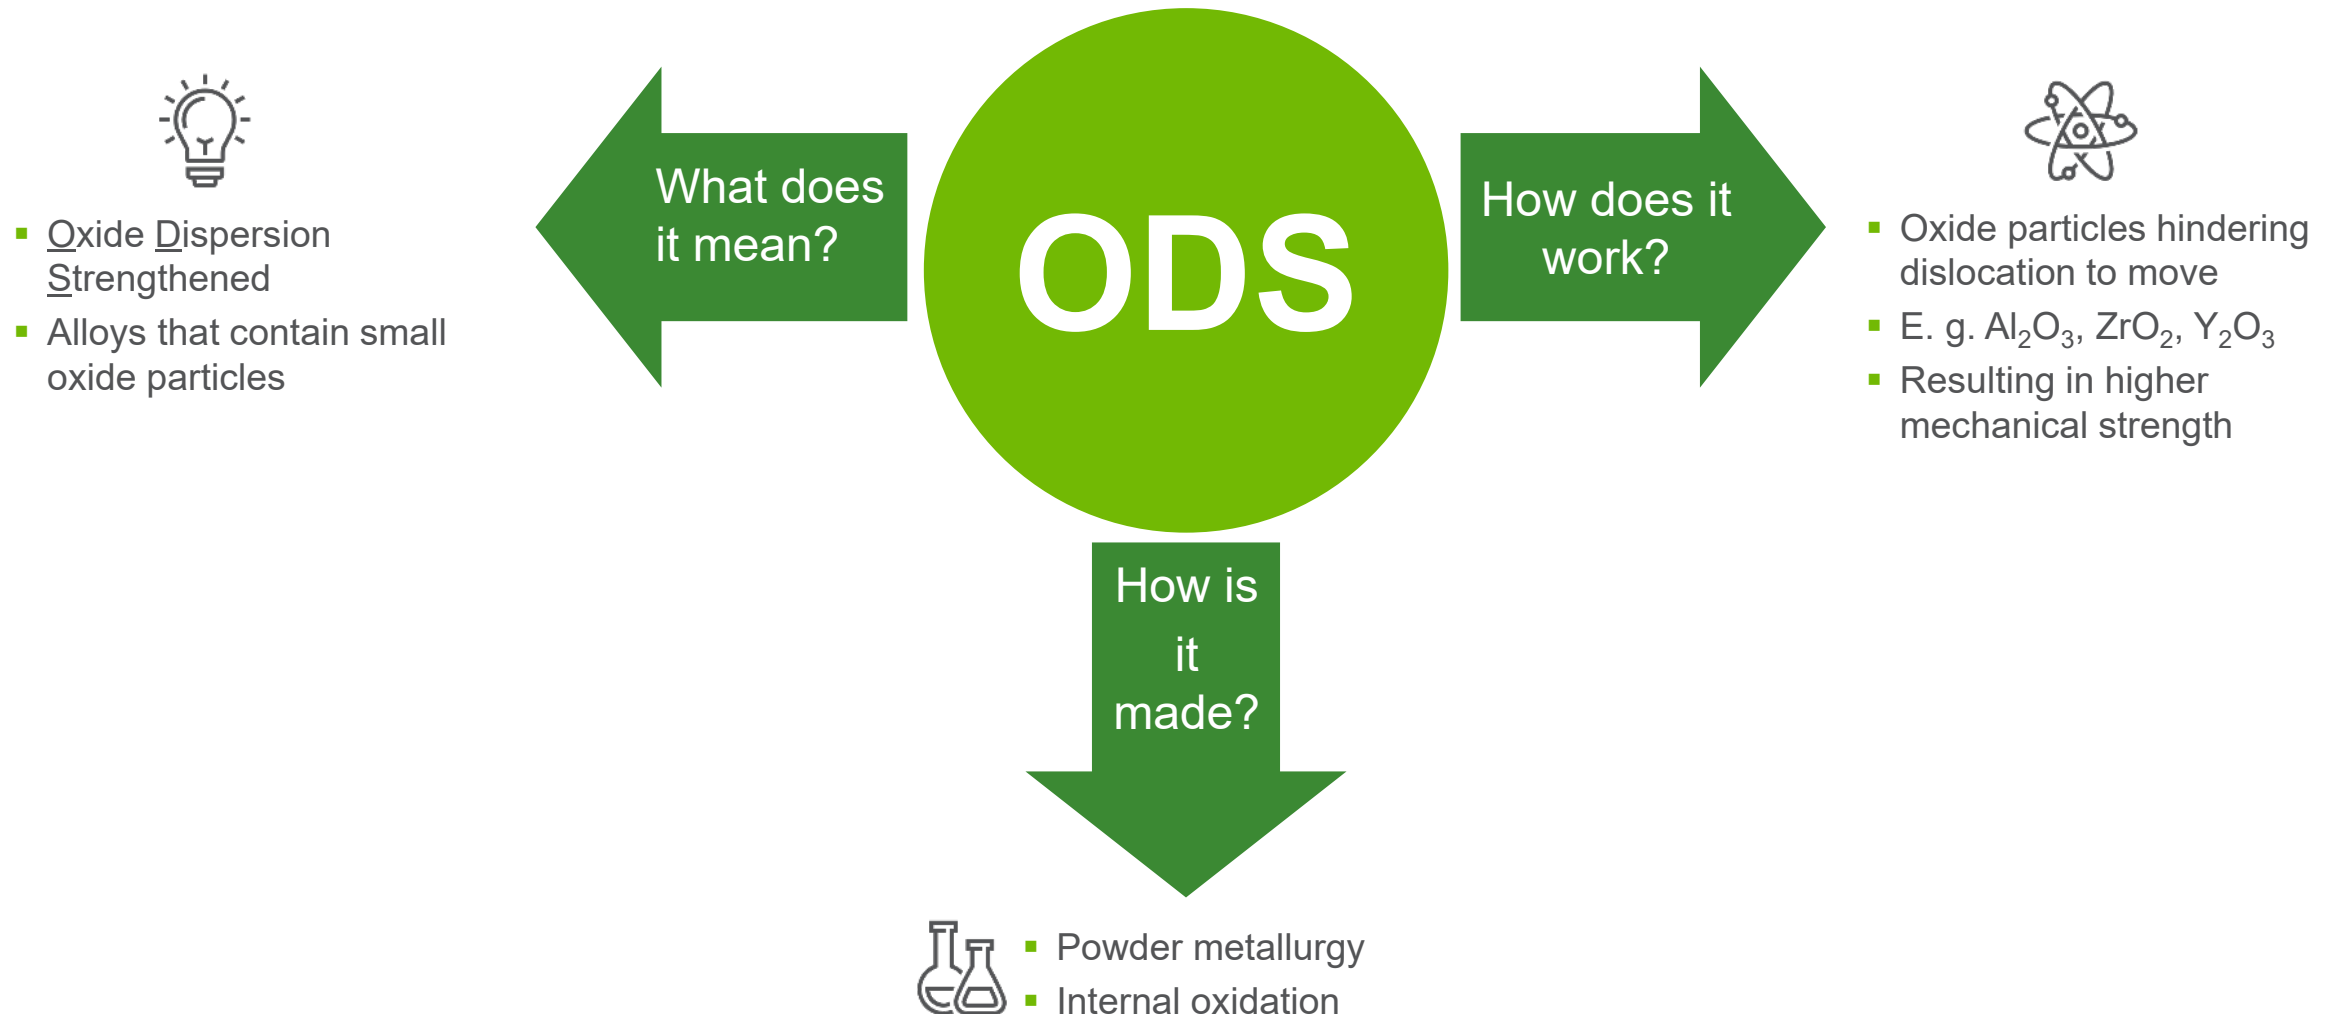 ODS
What does
it mean?
▪ Oxide Dispersion
Strengthened
▪ Alloys that contain small
oxide particles
How does it
work?
▪ Oxide particles hindering
dislocation to move
▪ E. g. Al₂O₃, ZrO₂, Y₂O₃
▪ Resulting in higher
mechanical strength
How is
it
made?
▪ Powder metallurgy
▪ Internal oxidation